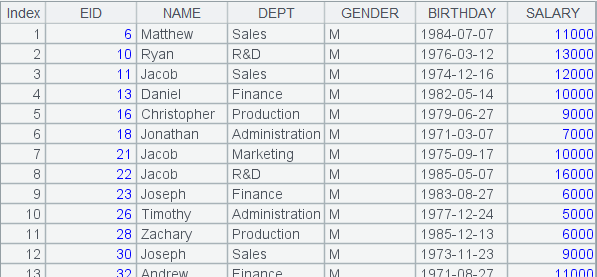 Index EID NAME DEPT GENDER BIRTHDAY SALARY
1 6 Matthew Sales M 1984-07-07 11000
2 10 Ryan R&D M 1976-03-12 13000
3 11 Jacob Sales M 1974-12-16 12000
4 13 Daniel Finance M 1982-05-14 10000
5 16 Christopher Production M 1979-06-27 9000
6 18 Jonathan Administration M 1971-03-07 7000
7 21 Jacob Marketing M 1975-09-17 10000
8 22 Jacob R&D M 1985-05-07 16000
9 23 Joseph Finance M 1983-08-27 6000
10 26 Timothy Administration M 1977-12-24 5000
11 28 Zachary Production M 1985-12-13 6000
12 30 Joseph Sales M 1973-11-23 9000
13 32 Andrew Finance M 1971-08-27 11000